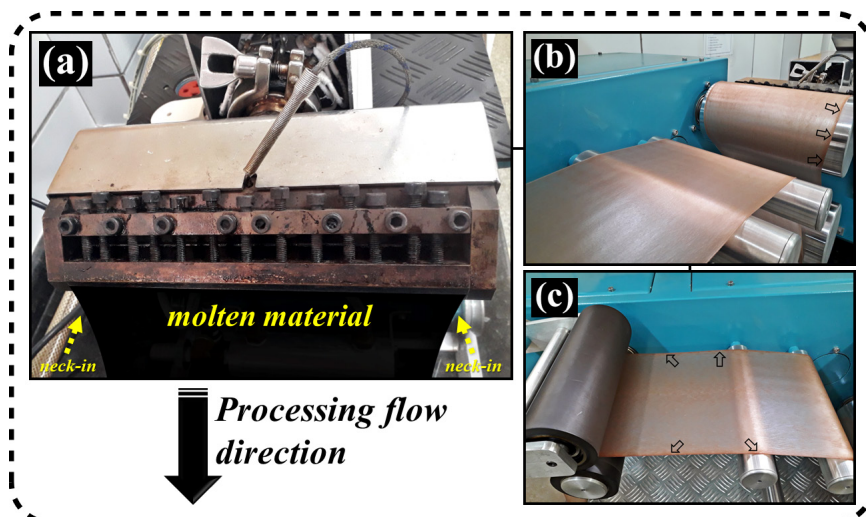 (a)
molten material
neck-in
neck-in
Processing flow
direction
(b)
(c)